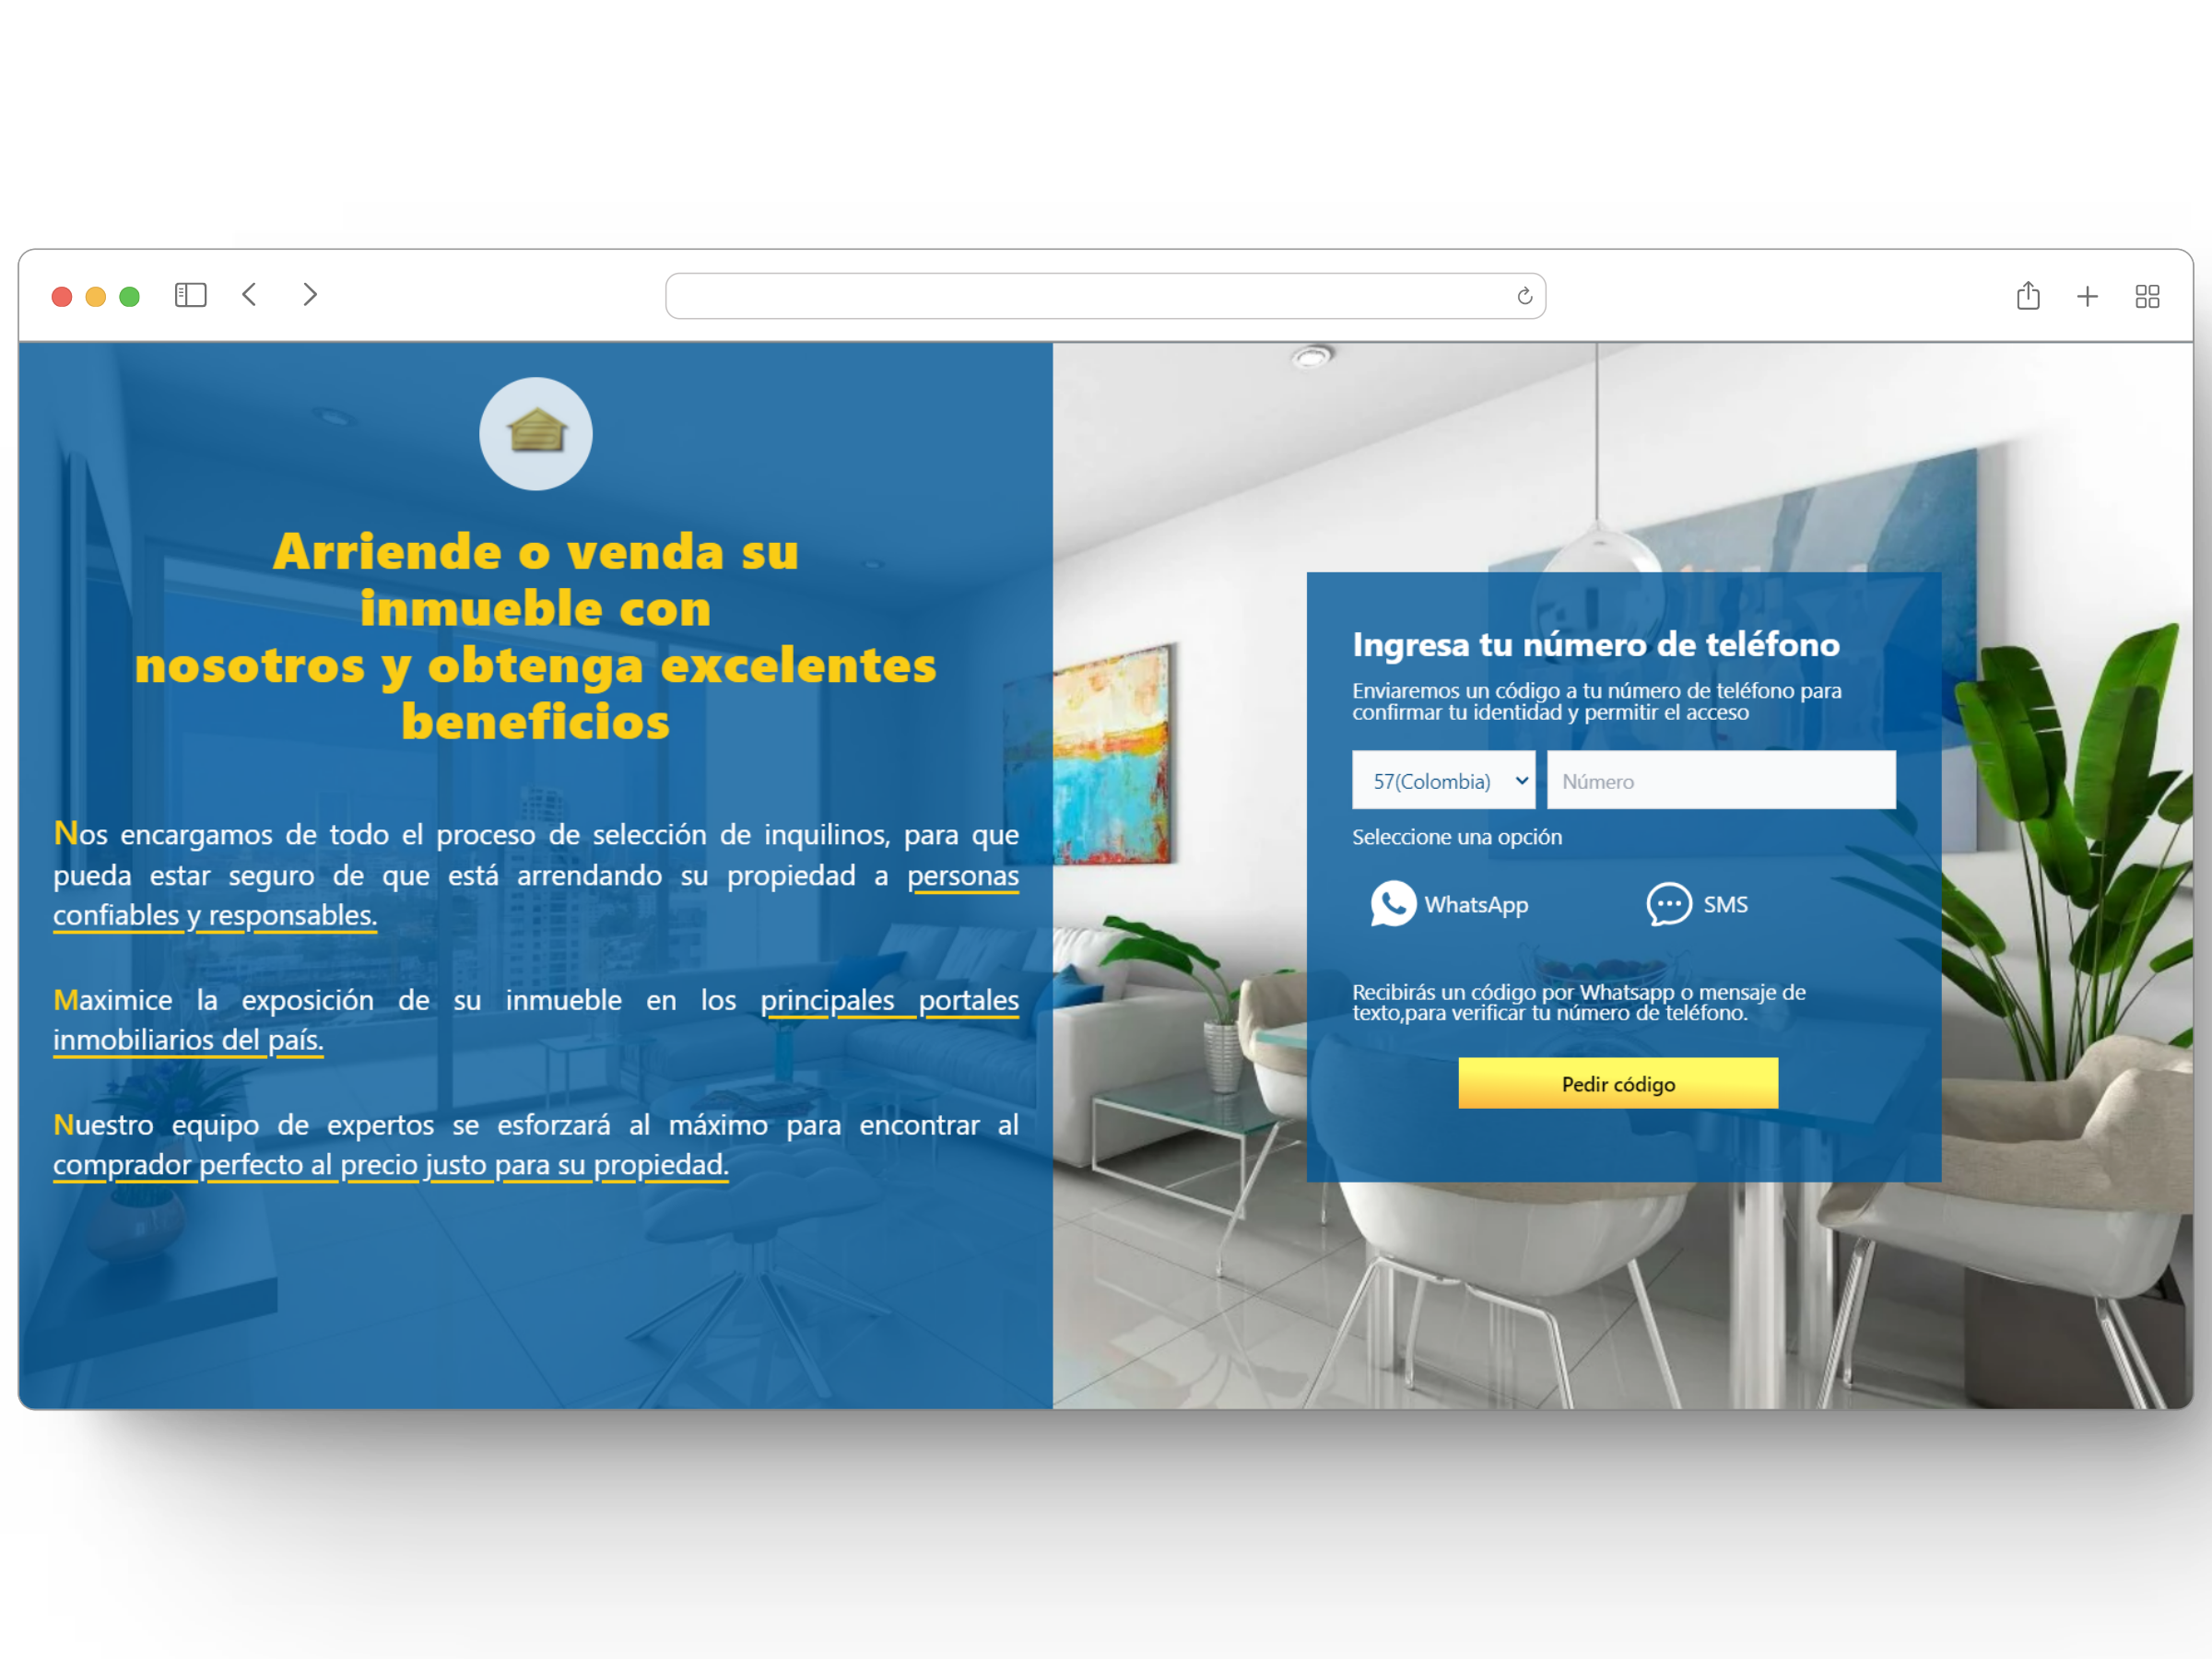 Arriende o venda su
inmueble con
nosotros y obtenga excelentes
beneficios
Nos encargamos de todo el proceso de selección de inquilinos, para que
pueda estar seguro de que está arrendando su propiedad a personas
confiables y responsables.
Maximice la exposición de su inmueble en los principales portales
inmobiliarios del país.
Nuestro equipo de expertos se esforzará al máximo para encontrar al
comprador perfecto al precio justo para su propiedad.
Ingresa tu número de teléfono
Enviaremos un código a tu número de teléfono para
confirmar tu identidad y permitir el acceso
57(Colombia) Número
Seleccione una opción
WhatsApp SMS
Recibirás un código por Whatsapp o mensaje de
texto,para verificar tu número de teléfono.
Pedir código